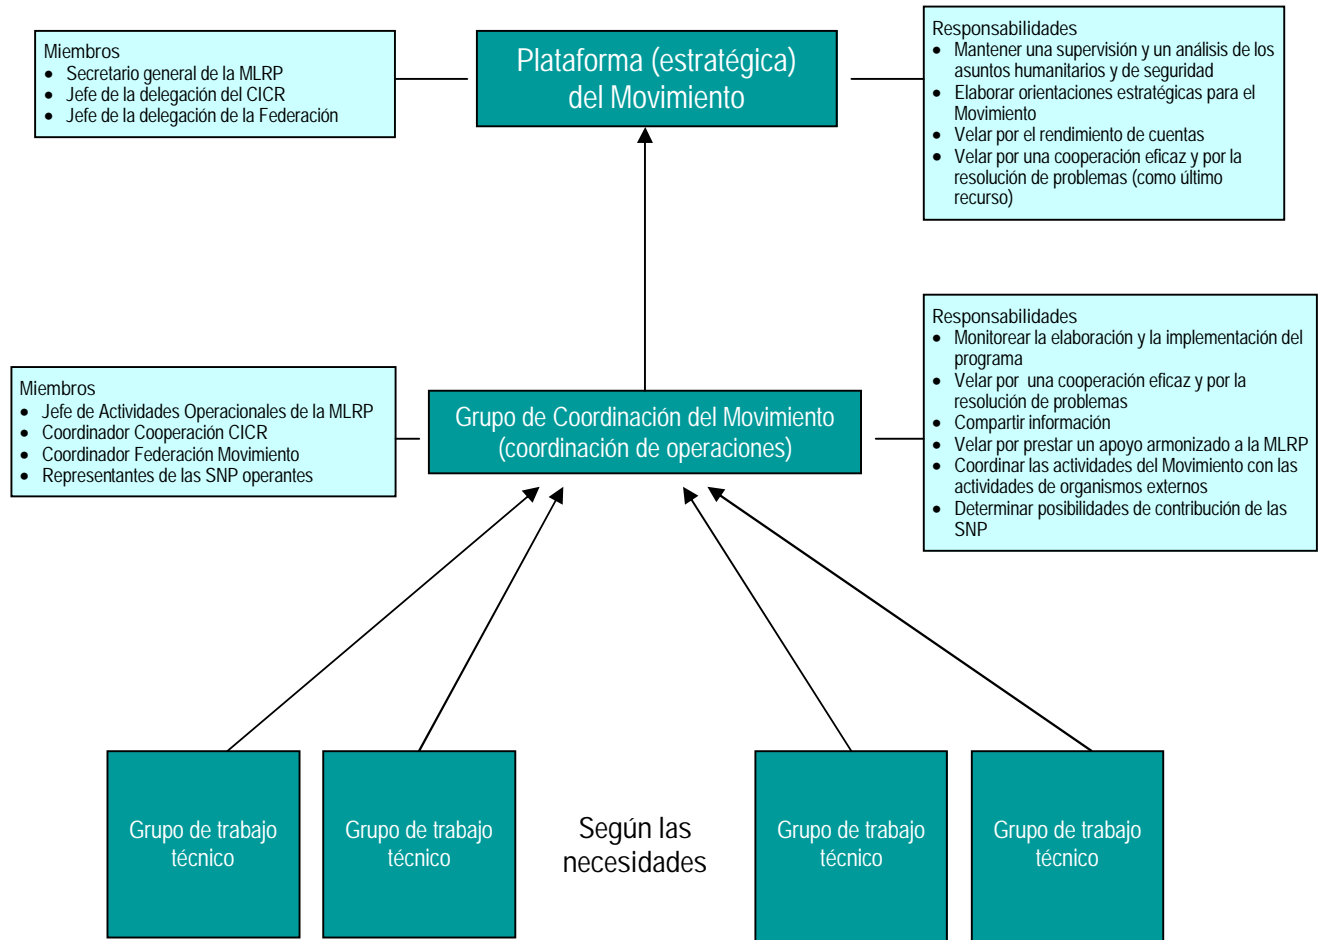 Miembros
• Secretario general de la MLRP
• Jefe de la delegación del CICR
• Jefe de la delegación de la Federación
Plataforma (estratégica)
del Movimiento
Responsabilidades
• Mantener una supervisión y un análisis de los
asuntos humanitarios y de seguridad
• Elaborar orientaciones estratégicas para el
Movimiento
• Velar por el rendimiento de cuentas
• Velar por una cooperación eficaz y por la
resolución de problemas (como último
recurso)
Miembros
• Jefe de Actividades Operacionales de la MLRP
• Coordinador Cooperación CICR
• Coordinador Federación Movimiento
• Representantes de las SNP operantes
Grupo de Coordinación del Movimiento
(coordinación de operaciones)
Responsabilidades
• Monitorear la elaboración y la implementación del
programa
• Velar por una cooperación eficaz y por la
resolución de problemas
• Compartir información
• Velar por prestar un apoyo armonizado a la MLRP
• Coordinar las actividades del Movimiento con las
actividades de organismos externos
• Determinar posibilidades de contribución de las
SNP
Grupo de trabajo
técnico
Grupo de trabajo
técnico
Según las
necesidades
Grupo de trabajo
técnico
Grupo de trabajo
técnico